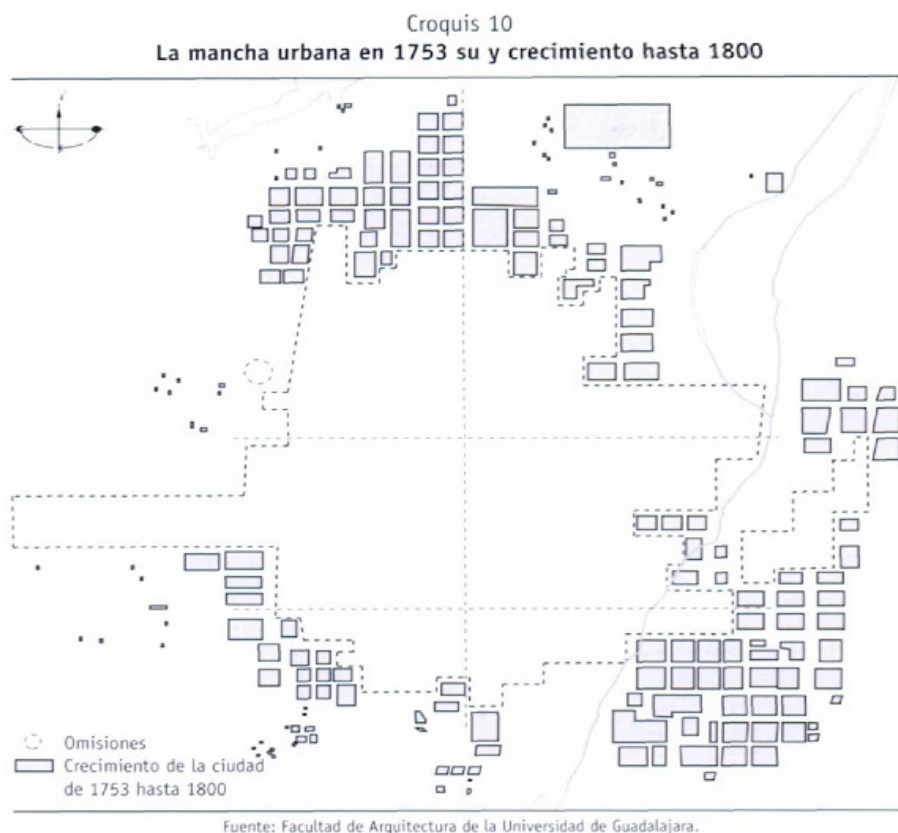 Croquis 10
La mancha urbana en 1753 su y crecimiento hasta 1800
Omisiones
Crecimiento de la ciudad
de 1753 hasta 1800
Fuente: Facultad de Arquitectura de la Universidad de Guadalajara.